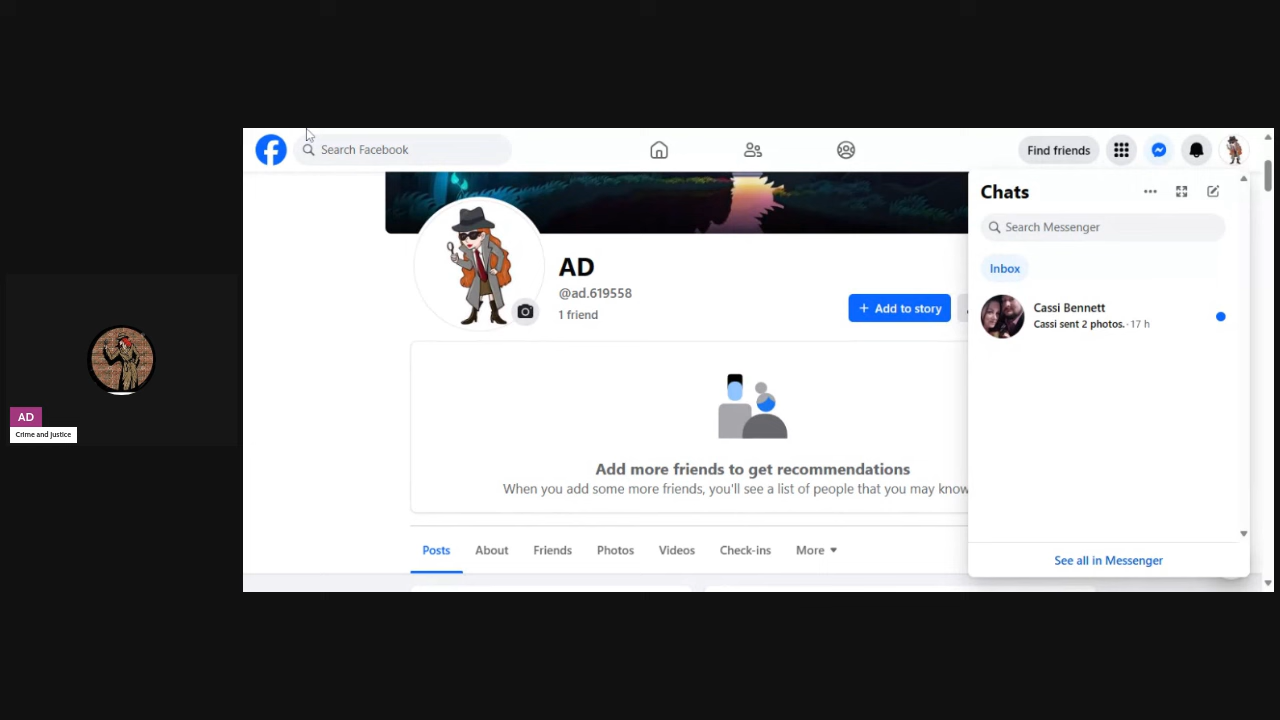 Search Facebook
Find friends
Chats
Search Messenger
Inbox
Cassi Bennett
Cassi sent 2 photos. · 17 h
See all in Messenger
AD
@ad.619558
1 friend
+ Add to story
Add more friends to get recommendations
When you add some more friends, you'll see a list of people that you may know
Posts About Friends Photos Videos Check-ins More
AD
Crime and Justice